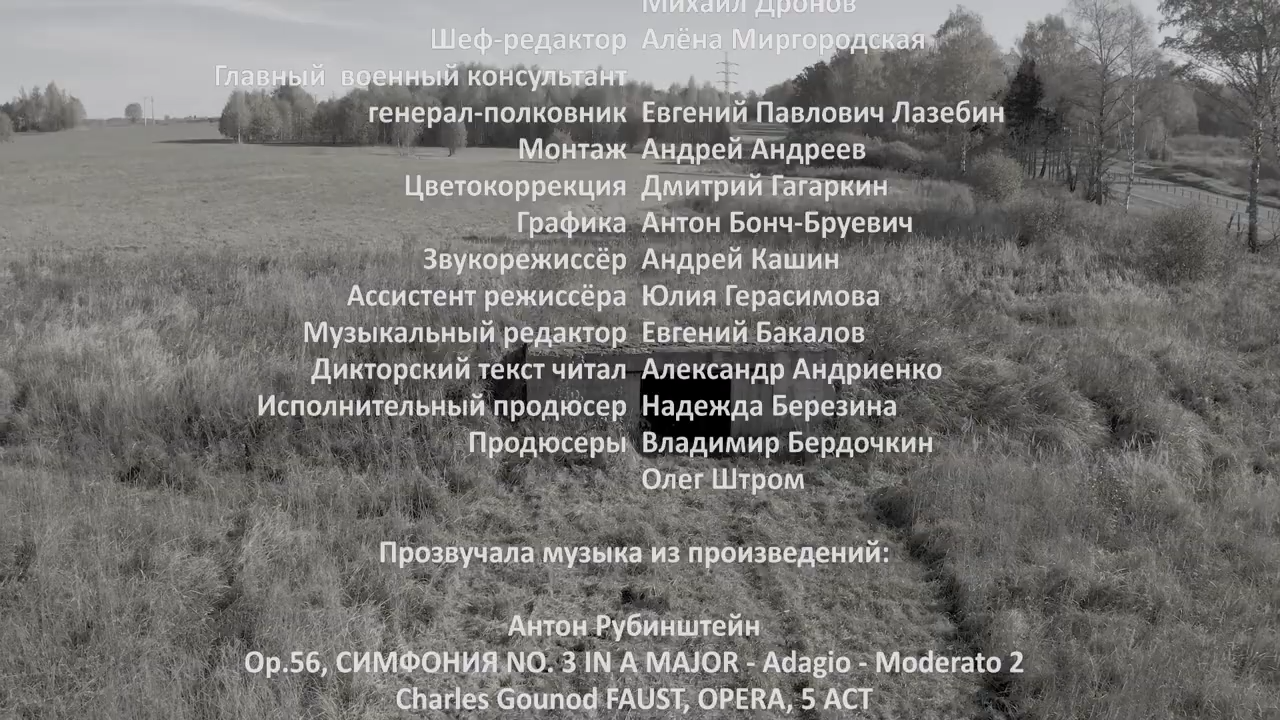 Михаил Дронов
Шеф-редактор Алёна Миргородская
Главный военный консультант
генерал-полковник Евгений Павлович Лазебин
Монтаж Андрей Андреев
Цветокоррекция Дмитрий Гагаркин
Графика Антон Бонч-Бруевич
Звукорежиссёр Андрей Кашин
Ассистент режиссёра Юлия Герасимова
Музыкальный редактор Евгений Бакалов
Дикторский текст читал Александр Андриенко
Исполнительный продюсер Надежда Березина
Продюсеры Владимир Бердочкин
Олег Штром
Прозвучала музыка из произведений:
Антон Рубинштейн
Op.56, СИМФОНИЯ NO. 3 IN A MAJOR - Adagio - Moderato 2
Charles Gounod FAUST, OPERA, 5 ACT